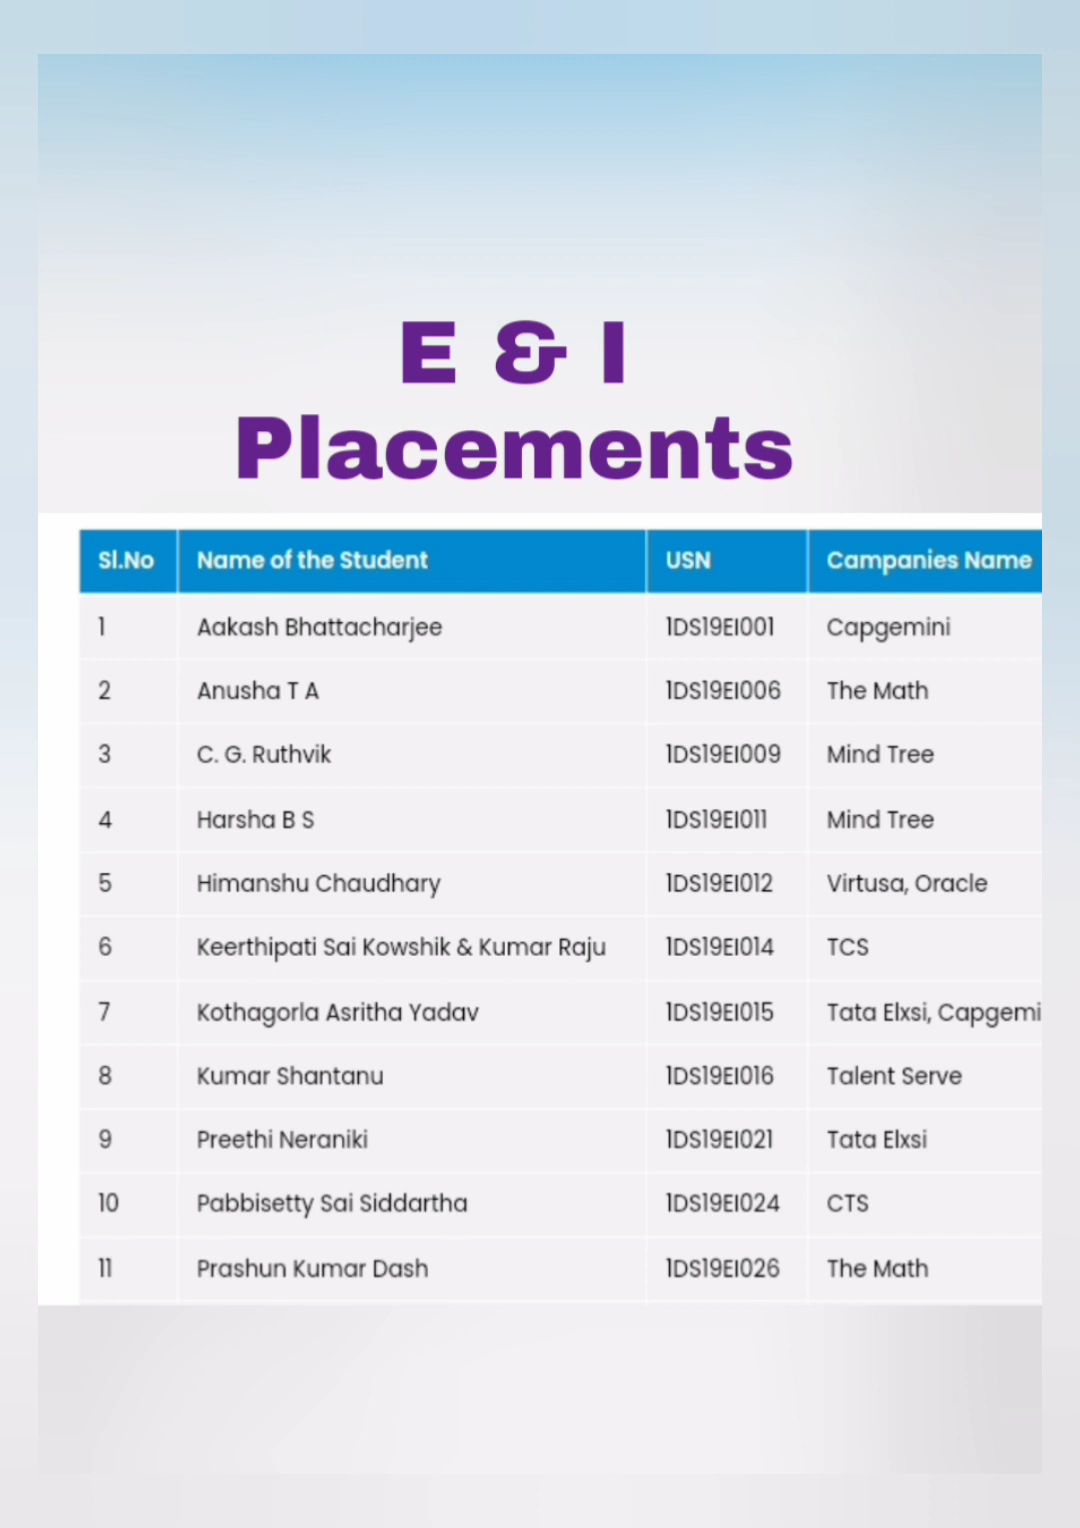 E & I
Placements
Sl.No Name of the Student USN Campanies Name
1 Aakash Bhattacharjee 1DS19EI001 Capgemini
2 Anusha T A 1DS19EI006 The Math
3 C. G. Ruthvik 1DS19EI009 Mind Tree
4 Harsha B S 1DS19EI011 Mind Tree
5 Himanshu Chaudhary 1DS19EI012 Virtusa, Oracle
6 Keerthipati Sai Kowshik & Kumar Raju 1DS19EI014 TCS
7 Kothagorla Asritha Yadav 1DS19EI015 Tata Elxsi, Capgemi
8 Kumar Shantanu 1DS19EI016 Talent Serve
9 Preethi Neraniki 1DS19EI021 Tata Elxsi
10 Pabbisetty Sai Siddartha 1DS19EI024 CTS
11 Prashun Kumar Dash 1DS19EI026 The Math